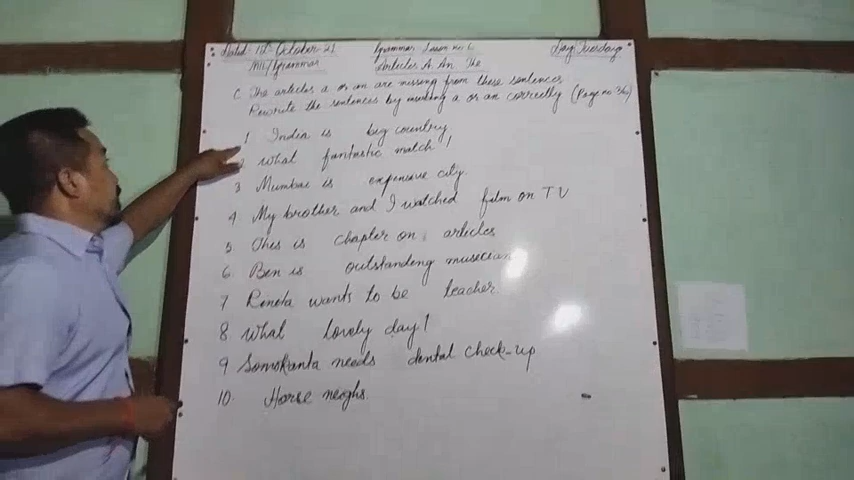 Dated 1st October-21 Grammar Lesson no 6 Day Tuesday
VIII/Grammar Articles A An The
C The articles a or an are missing from these sentences
Rewrite the sentences by marking a or an correctly (Page no 36)
1 India is big country
2 what fantastic match!
3 Mumbai is expensive city.
4 My brother and I watched film on TV
5 This is chapter on articles
6. Ben is outstanding musician
7 Renota wants to be teacher.
8 what Lovely day!
9 Somokanta needs dental check-up
10. Horse neighs.